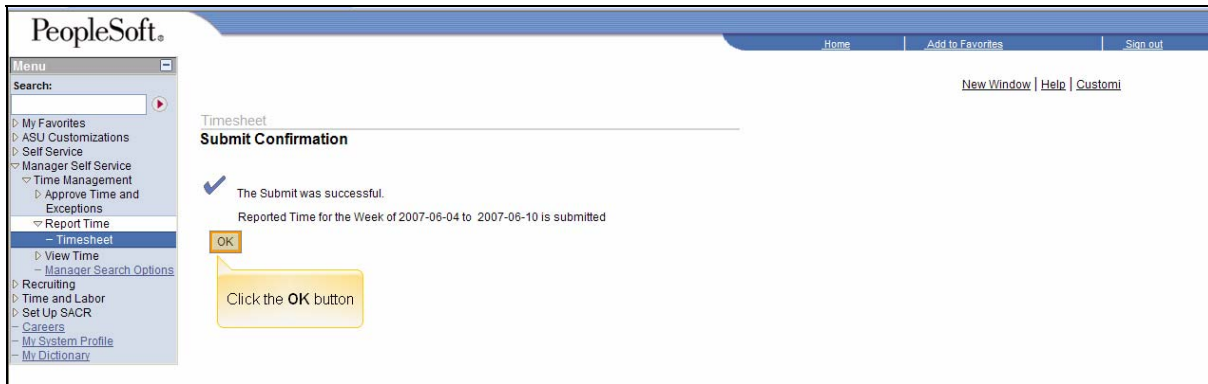 PeopleSoft®
Home
Add to Favorites
Sign out
Menu
Search:
My Favorites
ASU Customizations
Self Service
Manager Self Service
Time Management
Approve Time and
Exceptions
Report Time
– Timesheet
View Time
– Manager Search Options
Recruiting
Time and Labor
Set Up SACR
– Careers
– My System Profile
– My Dictionary
New Window | Help | Customi
Timesheet
Submit Confirmation
The Submit was successful.
Reported Time for the Week of 2007-06-04 to 2007-06-10 is submitted
OK
Click the OK button